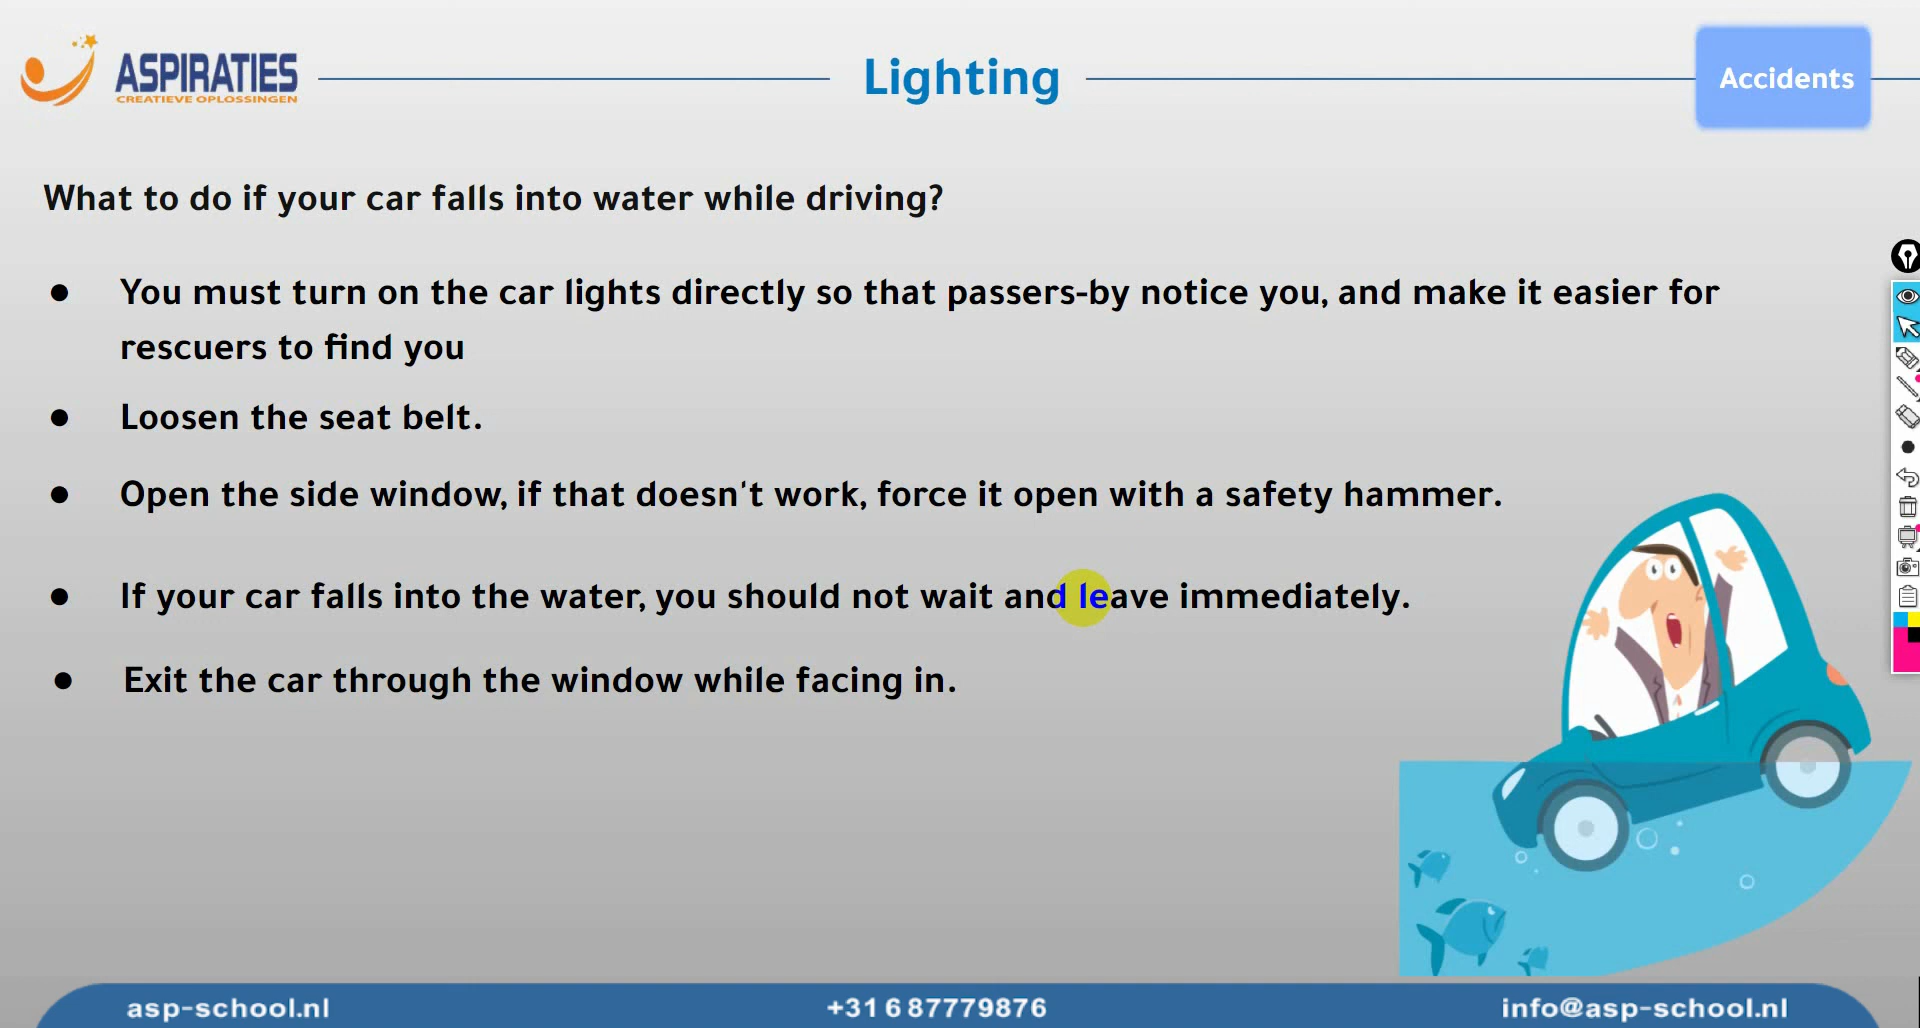 ASPIRATIES
CREATIEVE OPLOSSINGEN
Lighting
Accidents
What to do if your car falls into water while driving?
● You must turn on the car lights directly so that passers-by notice you, and make it easier for
rescuers to find you
● Loosen the seat belt.
● Open the side window, if that doesn't work, force it open with a safety hammer.
● If your car falls into the water, you should not wait and leave immediately.
● Exit the car through the window while facing in.
asp-school.nl
+31 6 87779876
info@asp-school.nl